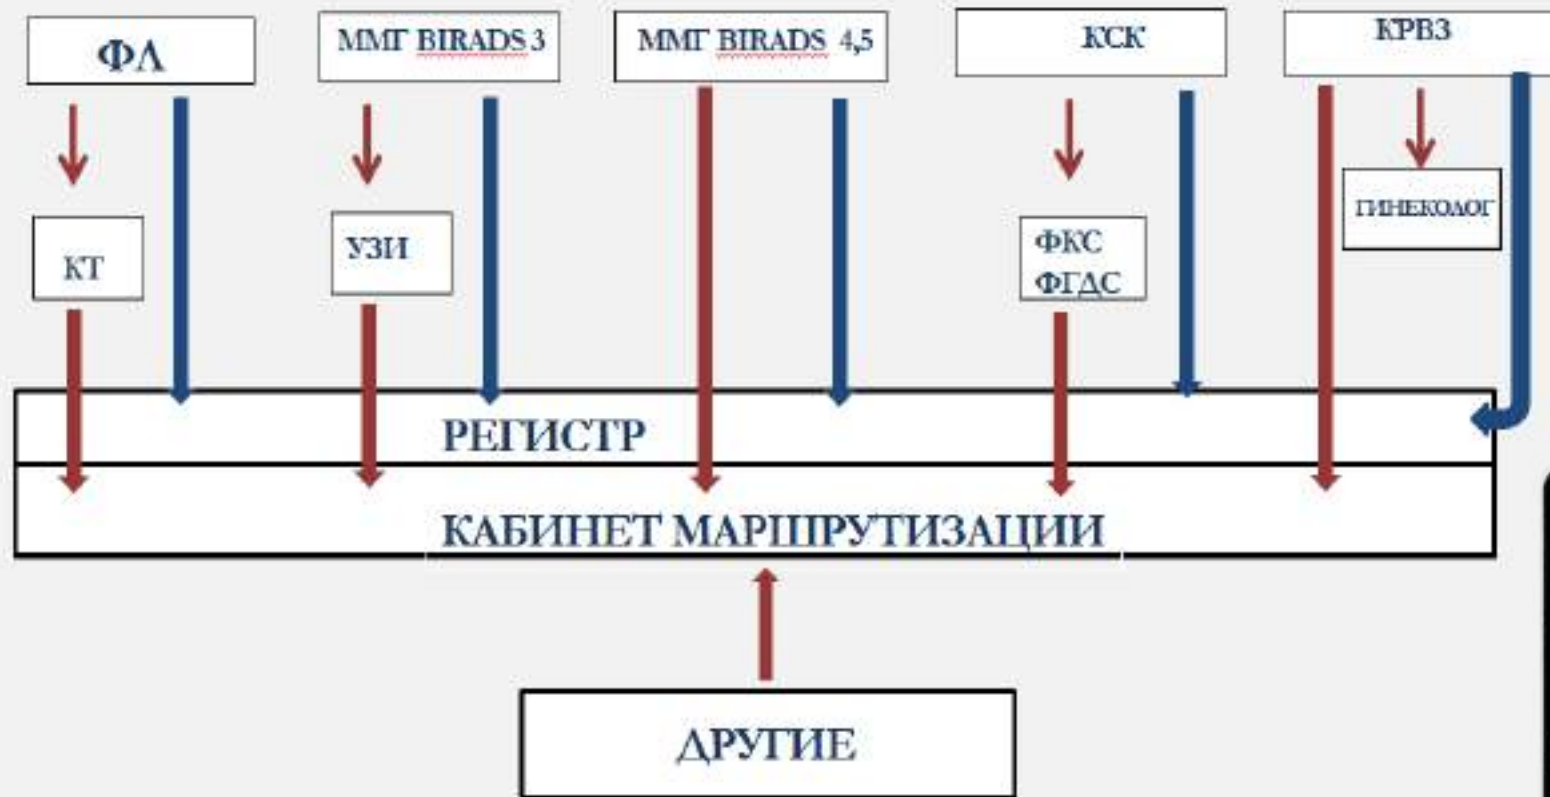 ФЛ
ММГ BIRADS 3
ММГ BIRADS 4,5
КСК
КРВЗ
КТ
УЗИ
ФКС
ФГДС
ГИНЕКОЛОГ
РЕГИСТР
КАБИНЕТ МАРШРУТИЗАЦИИ
ДРУГИЕ